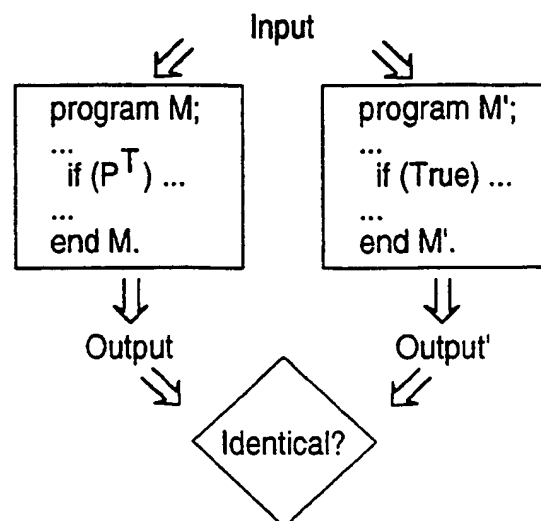 Input
program M;
...
if (P^T) ...
...
end M.
program M';
...
if (True) ...
...
end M'.
Output
Output'
Identical?